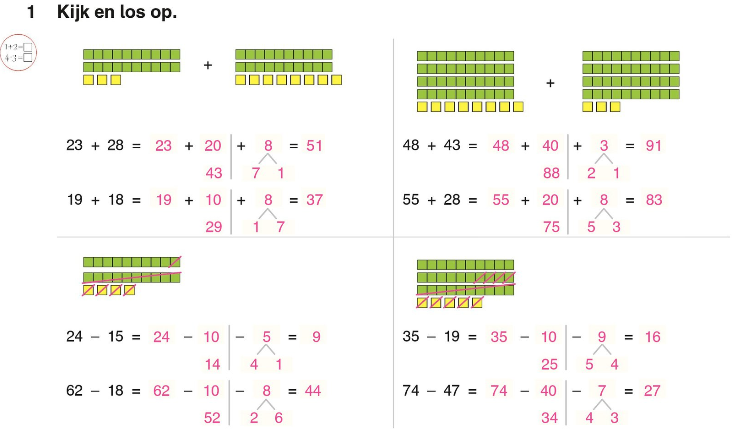 1 Kijk en los op.
1+2=
4-3=
+
+
23 + 28 = 23 + 20 + 8 = 51
43 7 1
19 + 18 = 19 + 10 + 8 = 37
29 1 7
48 + 43 = 48 + 40 + 3 = 91
88 2 1
55 + 28 = 55 + 20 + 8 = 83
75 5 3
24 − 15 = 24 − 10 − 5 = 9
14 4 1
62 − 18 = 62 − 10 − 8 = 44
52 2 6
35 − 19 = 35 − 10 − 9 = 16
25 5 4
74 − 47 = 74 − 40 − 7 = 27
34 4 3